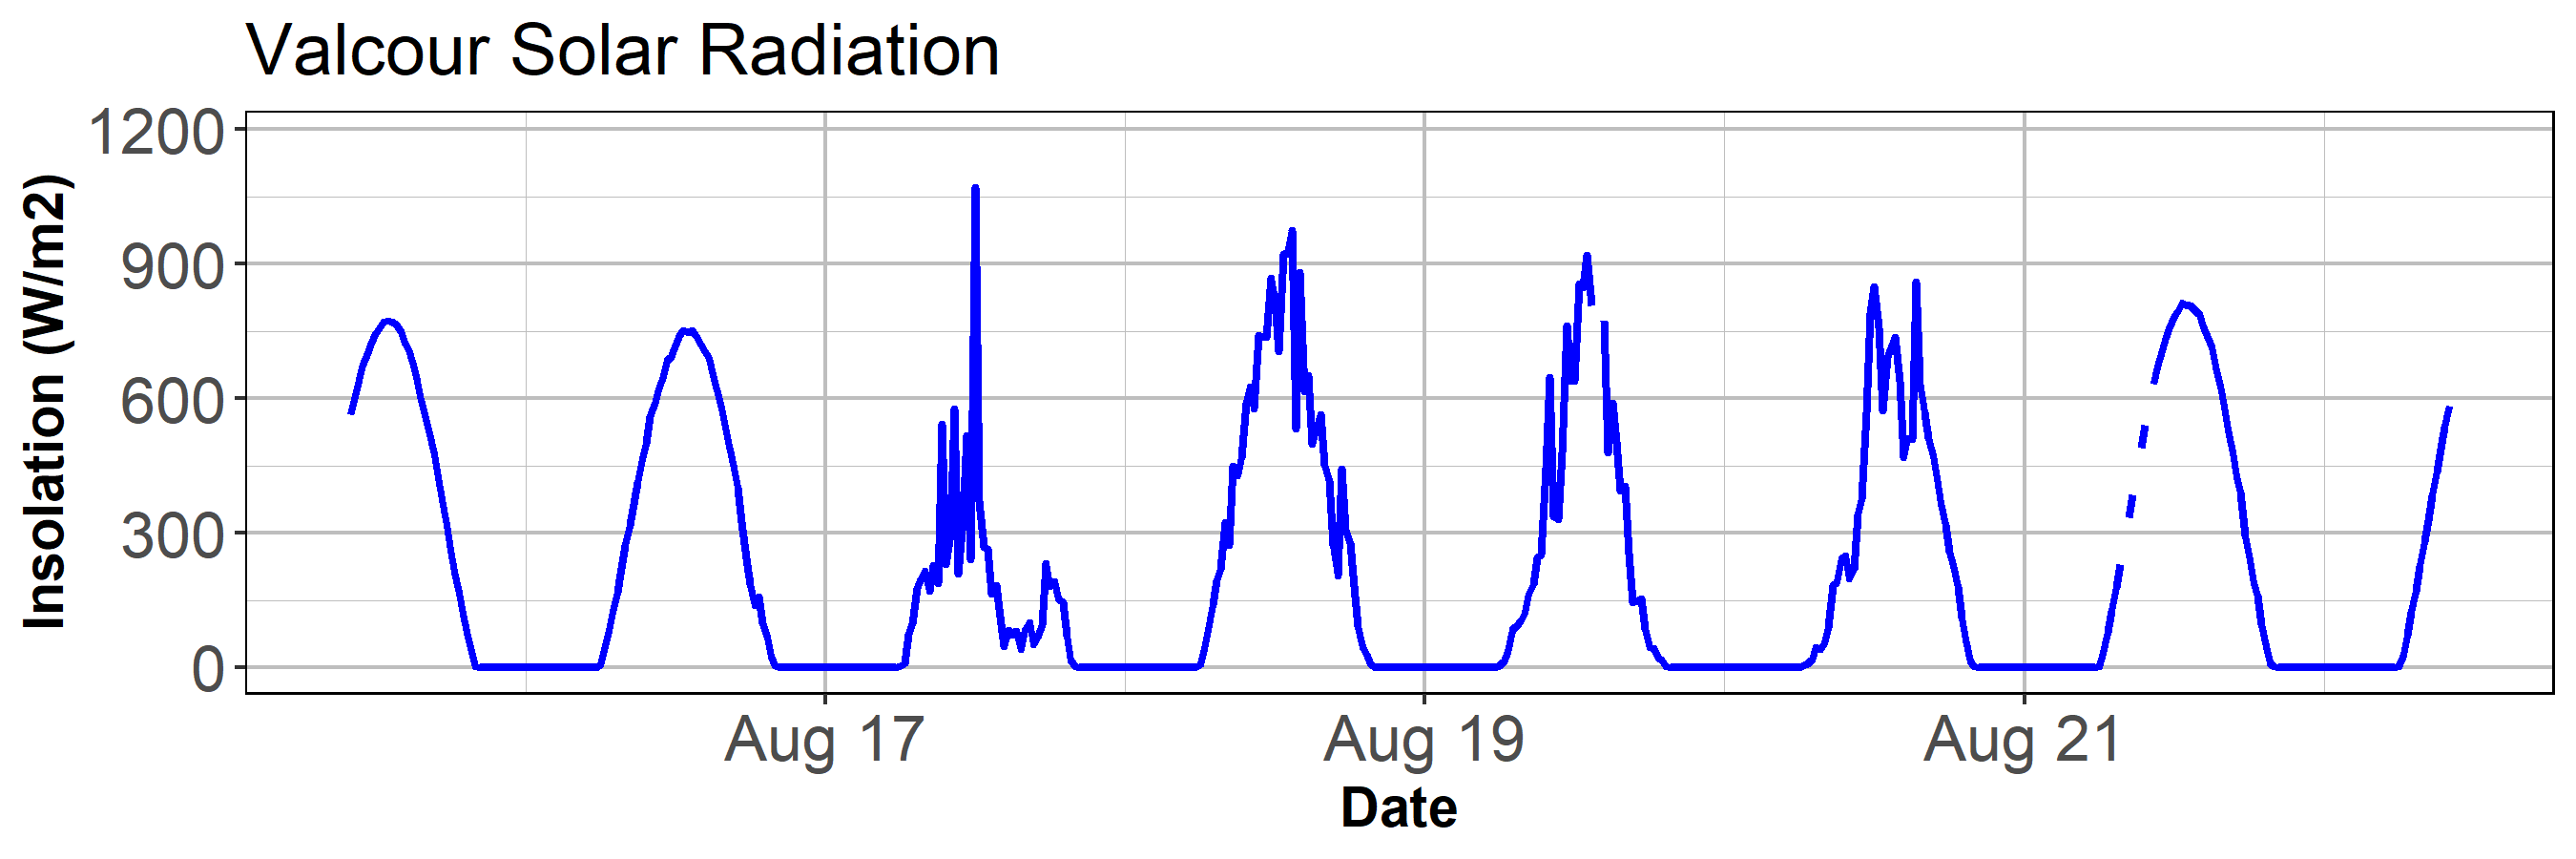 Valcour Solar Radiation
Insolation (W/m2)
1200
900
600
300
0
Aug 17
Aug 19
Aug 21
Date